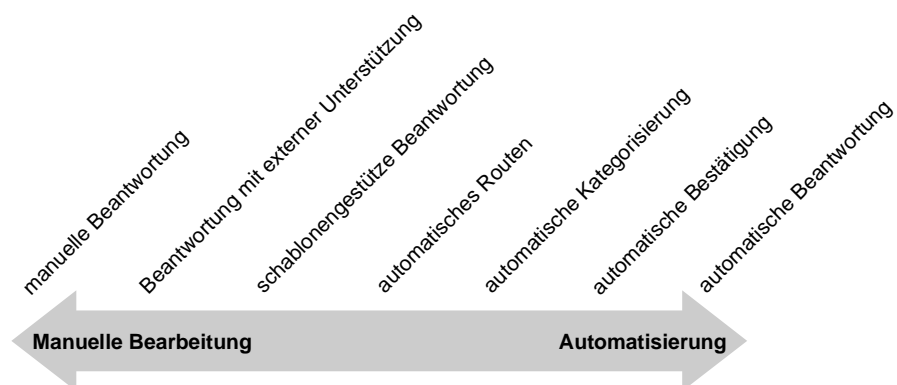 manuelle Beantwortung
Beantwortung mit externer Unterstützung
schablonengestütze Beantwortung
automatisches Routen
automatische Kategorisierung
automatische Bestätigung
automatische Beantwortung
Manuelle Bearbeitung
Automatisierung